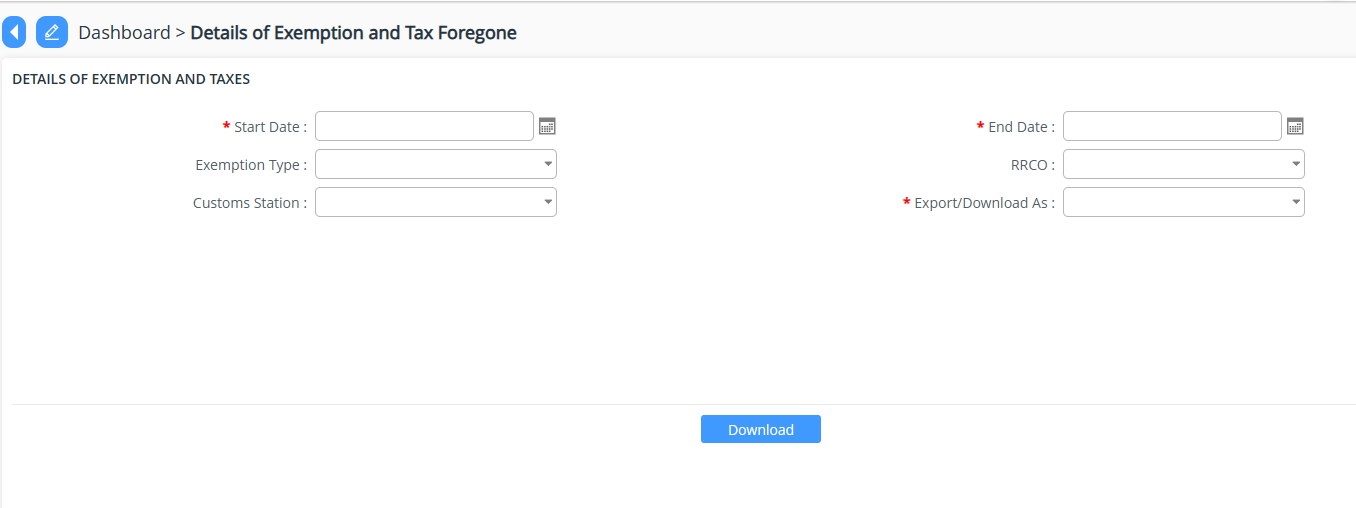 Dashboard > Details of Exemption and Tax Foregone
DETAILS OF EXEMPTION AND TAXES
* Start Date :
* End Date :
Exemption Type :
RRCO :
Customs Station :
* Export/Download As :
Download